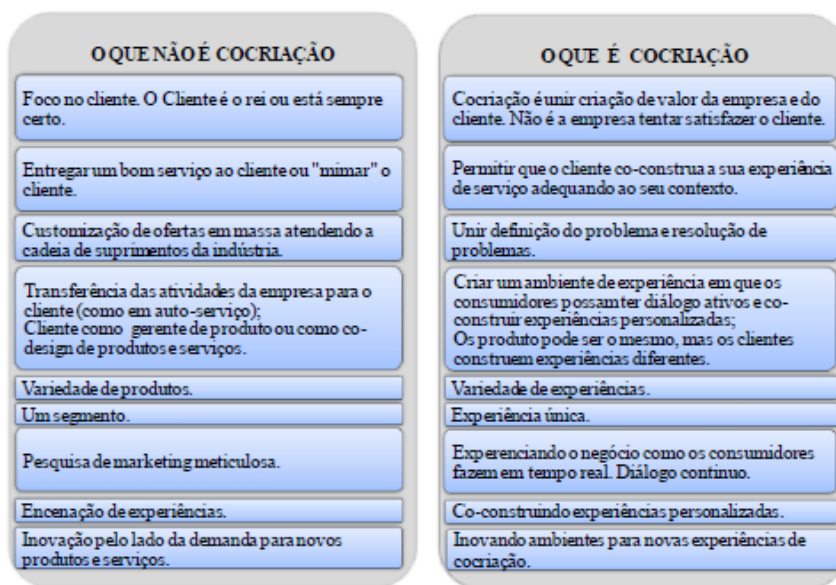 O QUE NÃO É COCRIAÇÃO
Foco no cliente. O Cliente é o rei ou está sempre
certo.
Entregar um bom serviço ao cliente ou "mimar" o
cliente.
Customização de ofertas em massa atendendo a
cadeia de suprimentos da indústria.
Transferência das atividades da empresa para o
cliente (como em auto-serviço);
Cliente como gerente de produto ou como co-
design de produtos e serviços.
Variedade de produtos.
Um segmento.
Pesquisa de marketing meticulosa.
Encenação de experiências.
Inovação pelo lado da demanda para novos
produtos e serviços.
O QUE É COCRIAÇÃO
Cocriação é unir criação de valor da empresa e do
cliente. Não é a empresa tentar satisfazer o cliente.
Permitir que o cliente co-construa a sua experiência
de serviço adequando ao seu contexto.
Unir definição do problema e resolução de
problemas.
Criar um ambiente de experiência em que os
consumidores possam ter diálogo ativos e co-
construir experiências personalizadas;
Os produto pode ser o mesmo, mas os clientes
construem experiências diferentes.
Variedade de experiências.
Experiência única.
Experenciando o negócio como os consumidores
fazem em tempo real. Diálogo continuo.
Co-construindo experiências personalizadas.
Inovando ambientes para novas experiências de
cocriação.